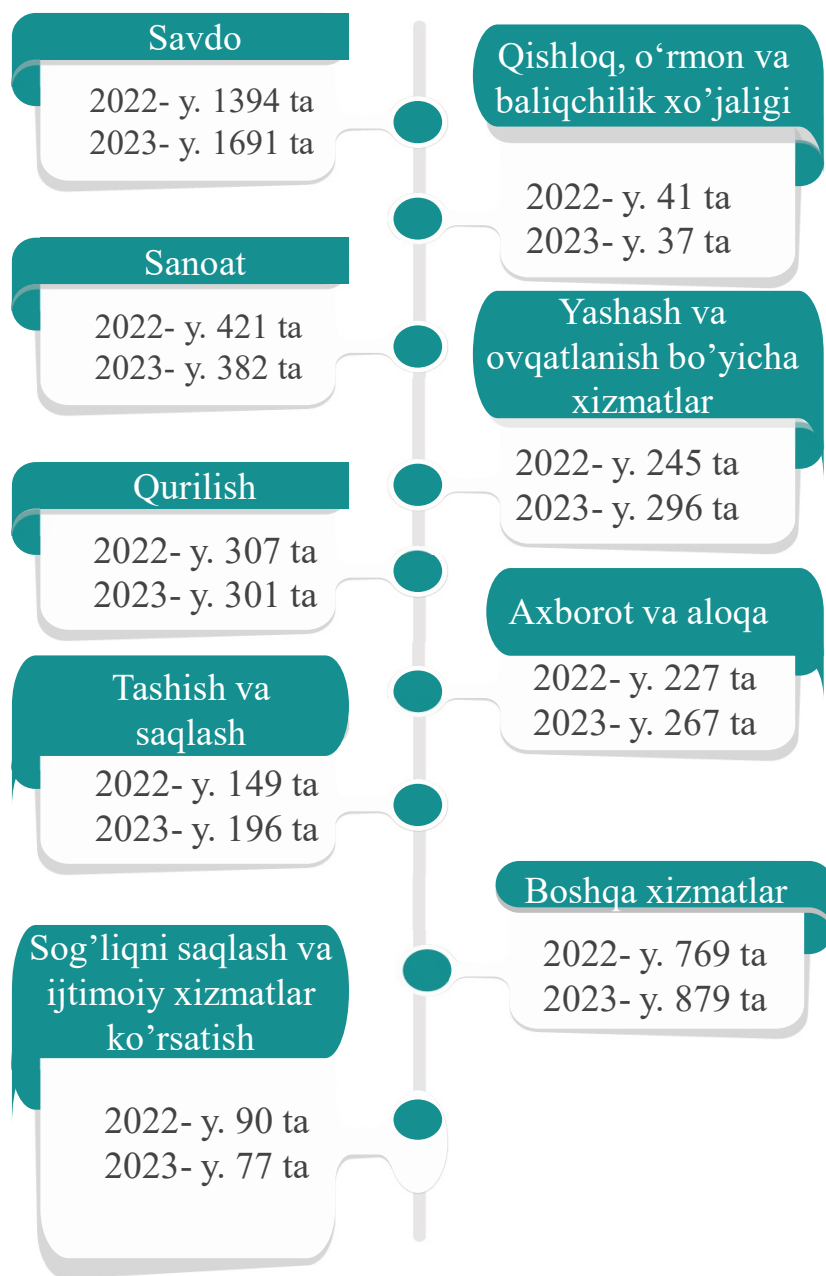 Savdo
2022- y. 1394 ta
2023- y. 1691 ta
Qishloq, o‘rmon va
baliqchilik xo’jaligi
2022- y. 41 ta
2023- y. 37 ta
Sanoat
2022- y. 421 ta
2023- y. 382 ta
Yashash va
ovqatlanish bo’yicha
xizmatlar
2022- y. 245 ta
2023- y. 296 ta
Qurilish
2022- y. 307 ta
2023- y. 301 ta
Axborot va aloqa
2022- y. 227 ta
2023- y. 267 ta
Tashish va
saqlash
2022- y. 149 ta
2023- y. 196 ta
Boshqa xizmatlar
2022- y. 769 ta
2023- y. 879 ta
Sog’liqni saqlash va
ijtimoiy xizmatlar
ko’rsatish
2022- y. 90 ta
2023- y. 77 ta